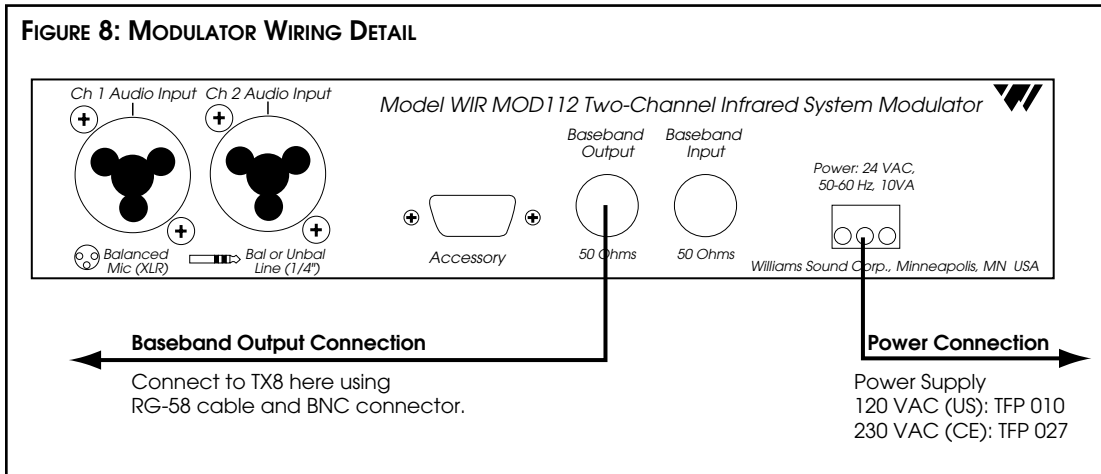 FIGURE 8: MODULATOR WIRING DETAIL
Ch 1 Audio Input Ch 2 Audio Input
Model WIR MOD112 Two-Channel Infrared System Modulator
Baseband
Output
Baseband
Input
Power: 24 VAC,
50-60 Hz, 10VA
Balanced
Mic (XLR)
Bal or Unbal
Line (1/4")
Accessory
50 Ohms
50 Ohms
Williams Sound Corp., Minneapolis, MN USA
Baseband Output Connection
Connect to TX8 here using
RG-58 cable and BNC connector.
Power Connection
Power Supply
120 VAC (US): TFP 010
230 VAC (CE): TFP 027